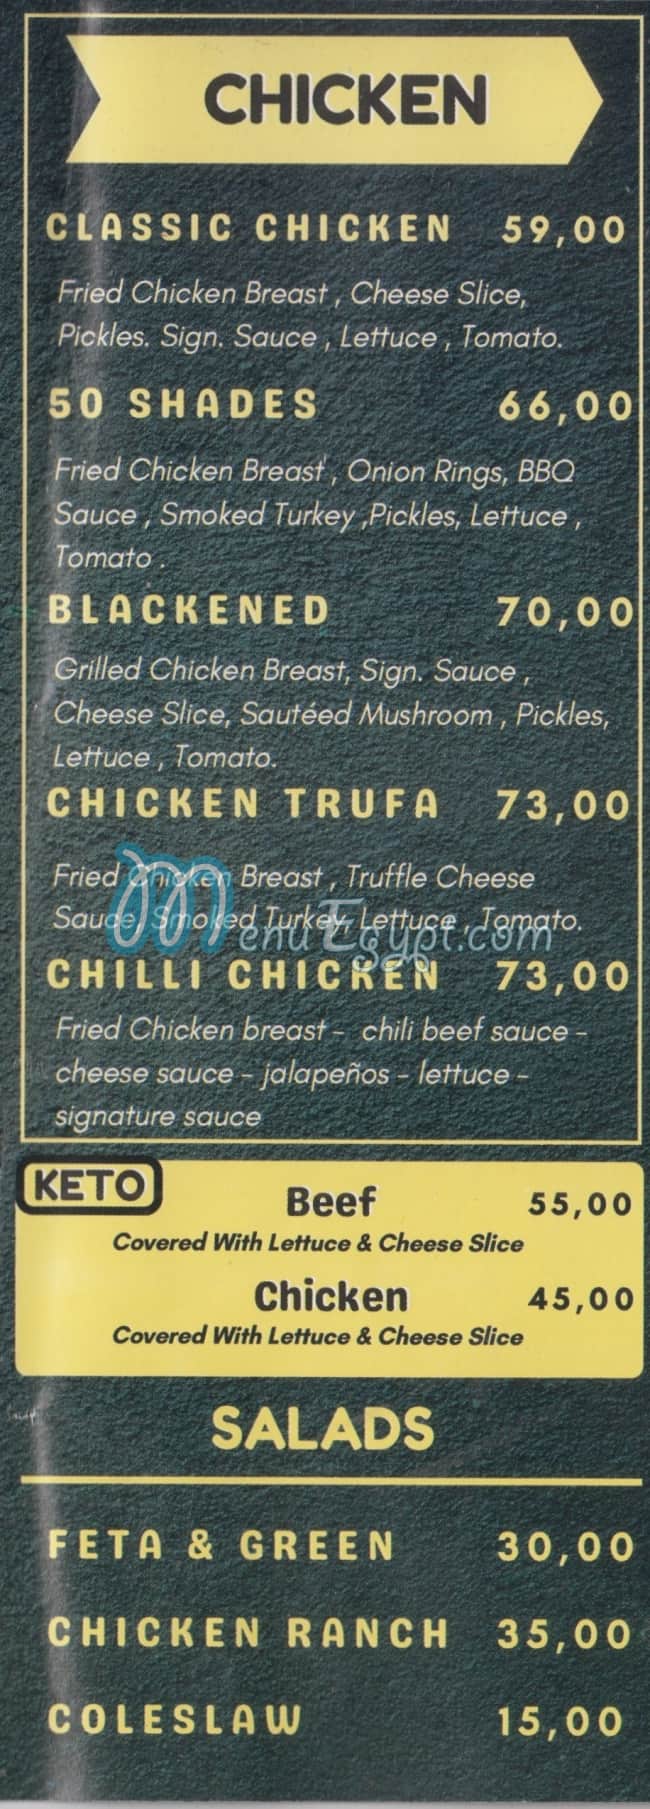 CHICKEN
CLASSIC CHICKEN 59,00
Fried Chicken Breast , Cheese Slice,
Pickles. Sign. Sauce , Lettuce , Tomato.
50 SHADES 66,00
Fried Chicken Breast , Onion Rings, BBQ
Sauce , Smoked Turkey ,Pickles, Lettuce ,
Tomato .
BLACKENED 70,00
Grilled Chicken Breast, Sign. Sauce ,
Cheese Slice, Sautéed Mushroom , Pickles,
Lettuce , Tomato.
CHICKEN TRUFA 73,00
Fried Chicken Breast , Truffle Cheese
Sauce, Smoked Turkey, Lettuce , Tomato.
MenuEgypt.com
CHILLI CHICKEN 73,00
Fried Chicken breast - chili beef sauce -
cheese sauce - jalapeños - lettuce -
signature sauce
KETO
Beef 55,00
Covered With Lettuce & Cheese Slice
Chicken 45,00
Covered With Lettuce & Cheese Slice
SALADS
FETA & GREEN 30,00
CHICKEN RANCH 35,00
COLESLAW 15,00